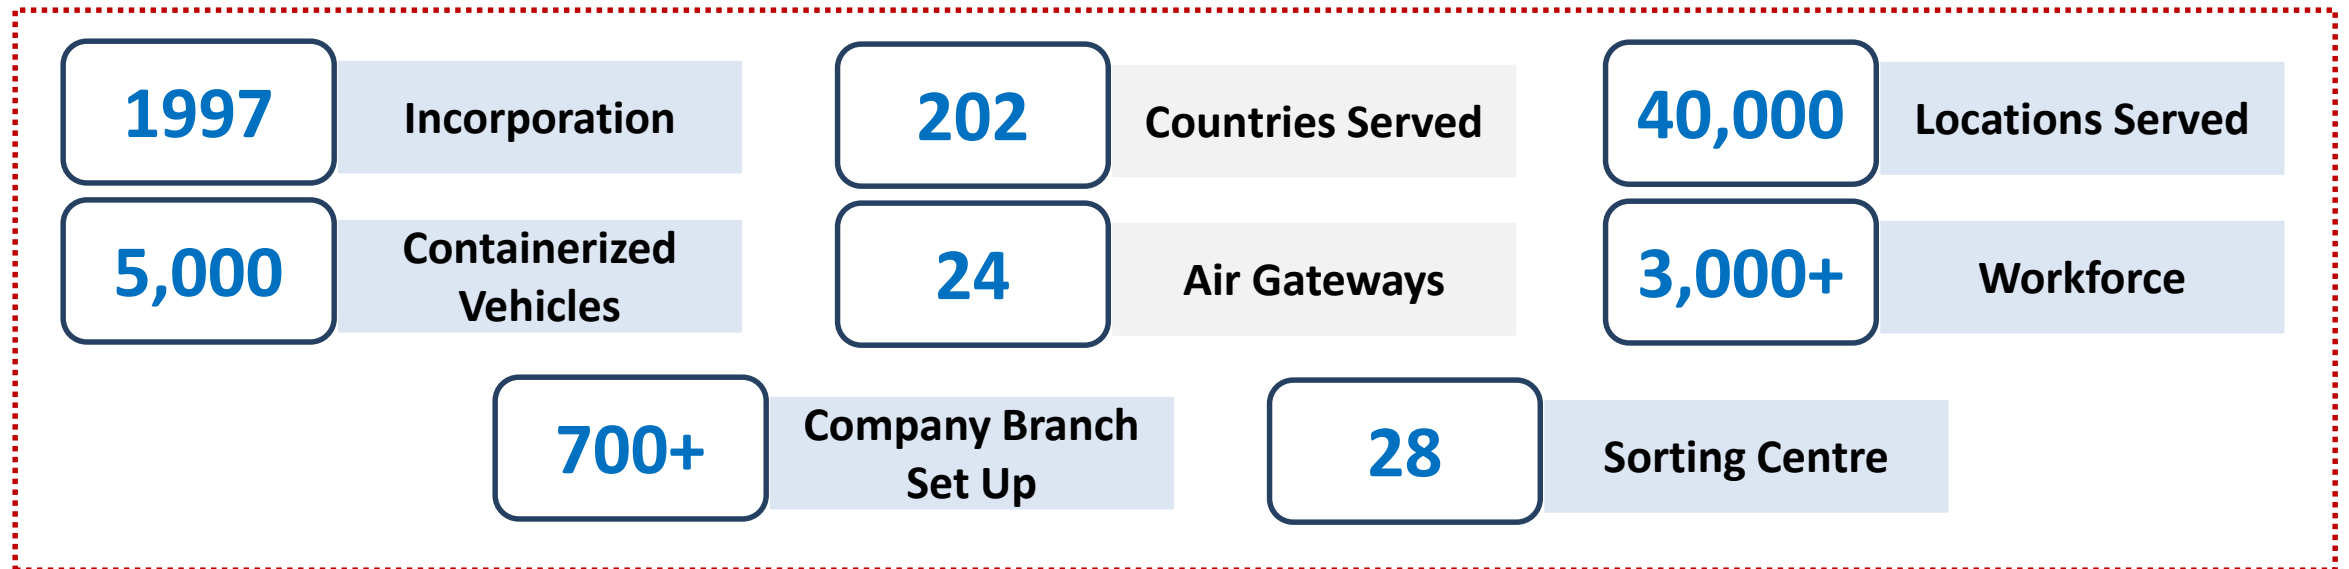 1997
Incorporation
202
Countries Served
40,000
Locations Served
5,000
Containerized
Vehicles
24
Air Gateways
3,000+
Workforce
700+
Company Branch
Set Up
28
Sorting Centre